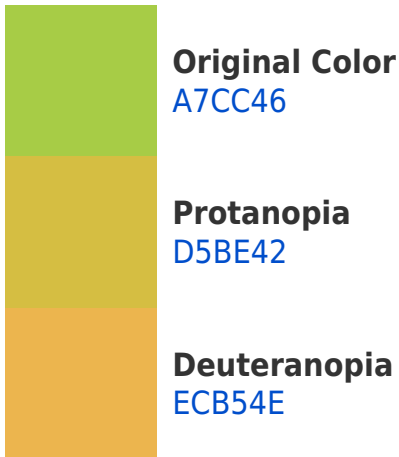 Original Color
A7CC46
Protanopia
D5BE42
Deuteranopia
ECB54E